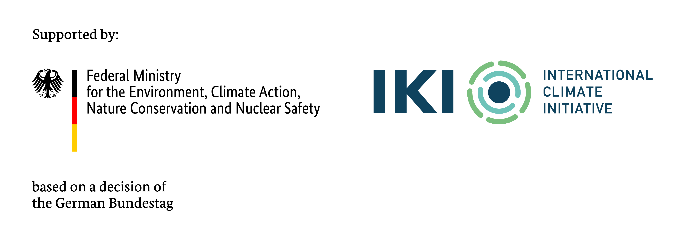 Supported by:
Federal Ministry
for the Environment, Climate Action,
Nature Conservation and Nuclear Safety
IKI
INTERNATIONAL
CLIMATE
INITIATIVE
based on a decision of
the German Bundestag